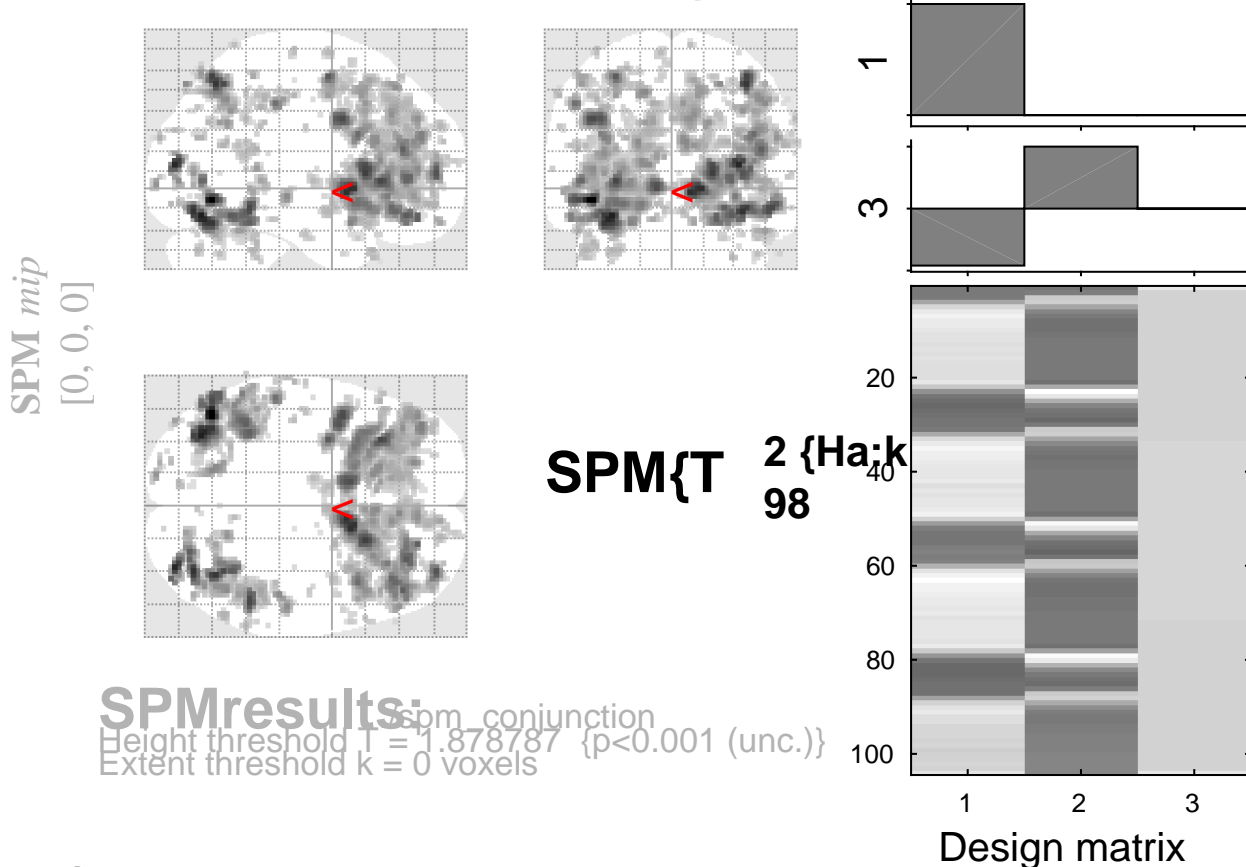 SPM mip
[0, 0, 0]
<
<
<
SPM{T
2 {Ha:k
98
SPMresults: ./spm_conjunction
Height threshold T = 1.878787 {p<0.001 (unc.)}
Extent threshold k = 0 voxels
1
3
20
40
60
80
100
1 2 3
Design matrix